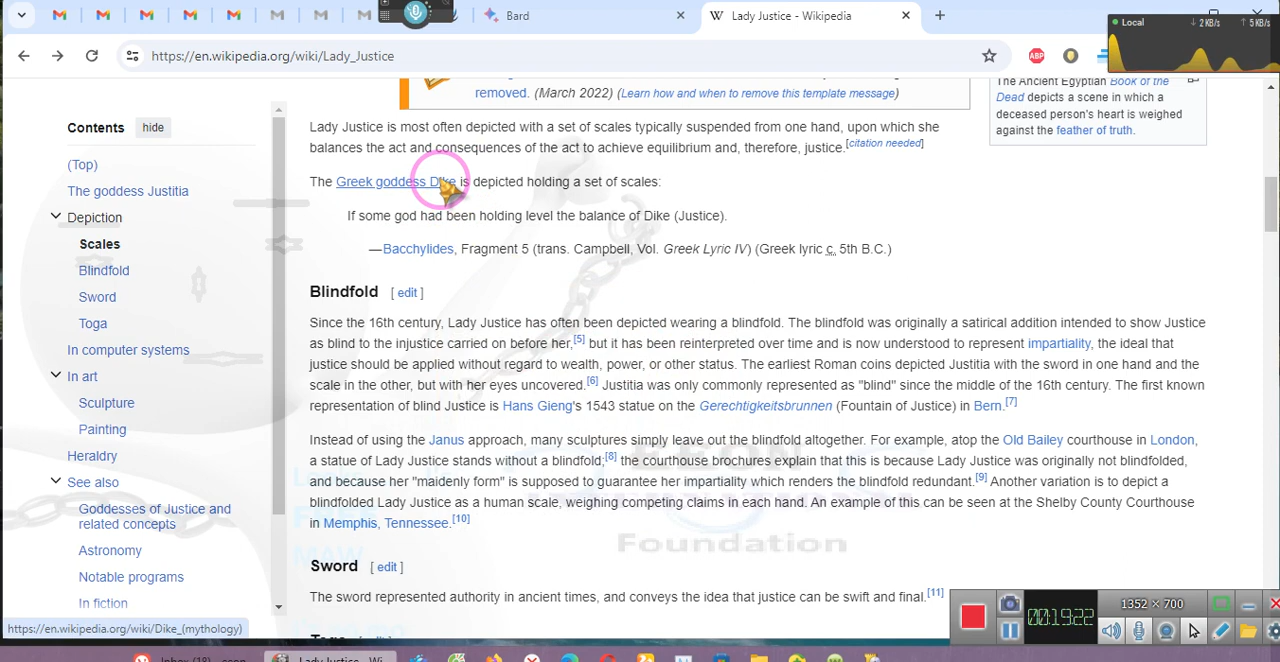 Bard
Lady Justice - Wikipedia
Local
2 KB/s
5 KB/s
https://en.wikipedia.org/wiki/Lady_Justice
ABP
removed. (March 2022) (Learn how and when to remove this template message)
The Ancient Egyptian Book of the
Dead depicts a scene in which a
deceased person's heart is weighed
against the feather of truth.
Contents
hide
(Top)
The goddess Justitia
Depiction
Scales
Blindfold
Sword
Toga
In computer systems
In art
Sculpture
Painting
Heraldry
See also
Goddesses of Justice and
related concepts
Astronomy
Notable programs
In fiction
Lady Justice is most often depicted with a set of scales typically suspended from one hand, upon which she
balances the act and consequences of the act to achieve equilibrium and, therefore, justice.[citation needed]
The Greek goddess Dike is depicted holding a set of scales:
If some god had been holding level the balance of Dike (Justice).
—Bacchylides, Fragment 5 (trans. Campbell, Vol. Greek Lyric IV) (Greek lyric c. 5th B.C.)
Blindfold [ edit ]
Since the 16th century, Lady Justice has often been depicted wearing a blindfold. The blindfold was originally a satirical addition intended to show Justice
as blind to the injustice carried on before her,[5] but it has been reinterpreted over time and is now understood to represent impartiality, the ideal that
justice should be applied without regard to wealth, power, or other status. The earliest Roman coins depicted Justitia with the sword in one hand and the
scale in the other, but with her eyes uncovered.[6] Justitia was only commonly represented as "blind" since the middle of the 16th century. The first known
representation of blind Justice is Hans Gieng's 1543 statue on the Gerechtigkeitsbrunnen (Fountain of Justice) in Bern.[7]
Instead of using the Janus approach, many sculptures simply leave out the blindfold altogether. For example, atop the Old Bailey courthouse in London,
a statue of Lady Justice stands without a blindfold;[8] the courthouse brochures explain that this is because Lady Justice was originally not blindfolded,
and because her "maidenly form" is supposed to guarantee her impartiality which renders the blindfold redundant.[9] Another variation is to depict a
blindfolded Lady Justice as a human scale, weighing competing claims in each hand. An example of this can be seen at the Shelby County Courthouse
in Memphis, Tennessee.[10]
Foundation
MAW
Sword [ edit ]
The sword represented authority in ancient times, and conveys the idea that justice can be swift and final.[11]
https://en.wikipedia.org/wiki/Dike_(mythology)
00:19:22
1352 × 700
Lady Justice - Wi...